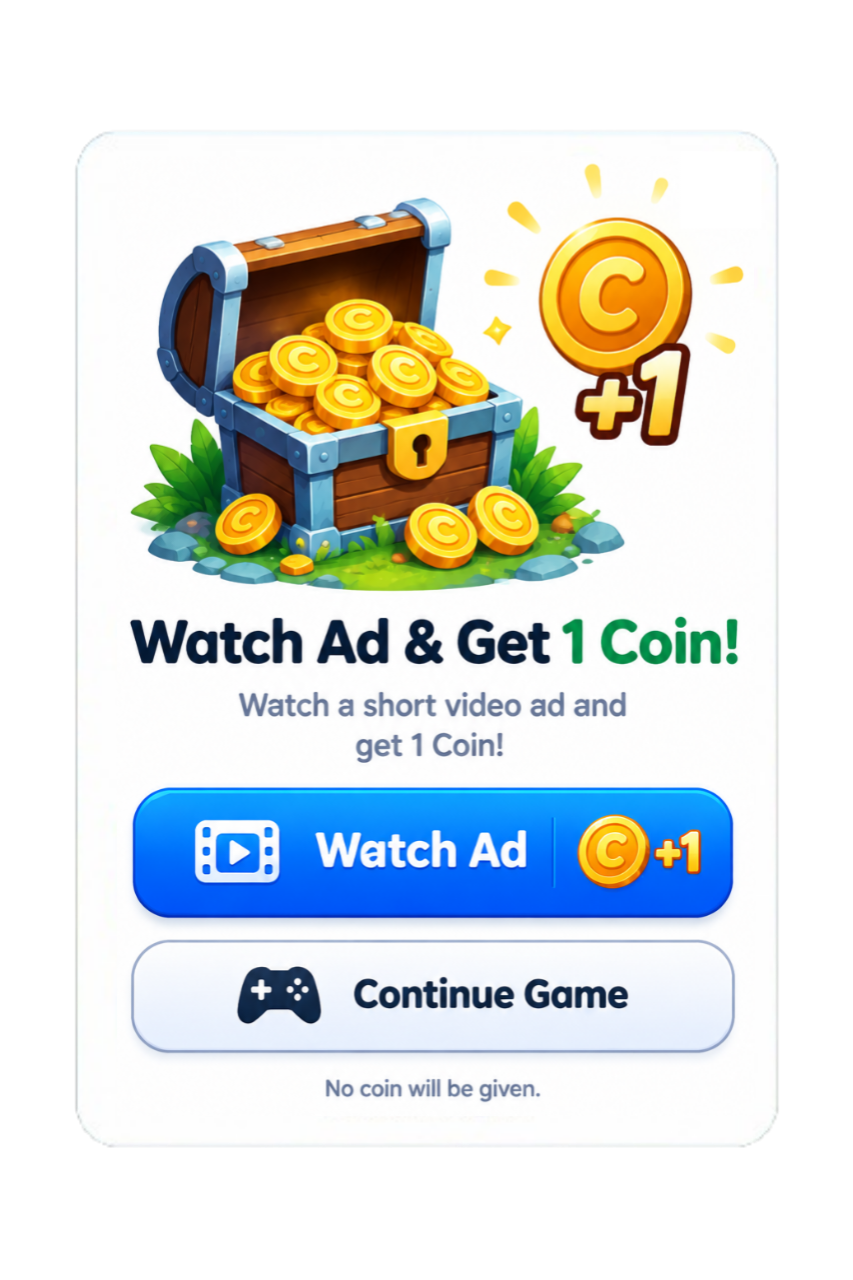 C
+1
Watch Ad & Get 1 Coin!
Watch a short video ad and
get 1 Coin!
Watch Ad C +1
Continue Game
No coin will be given.